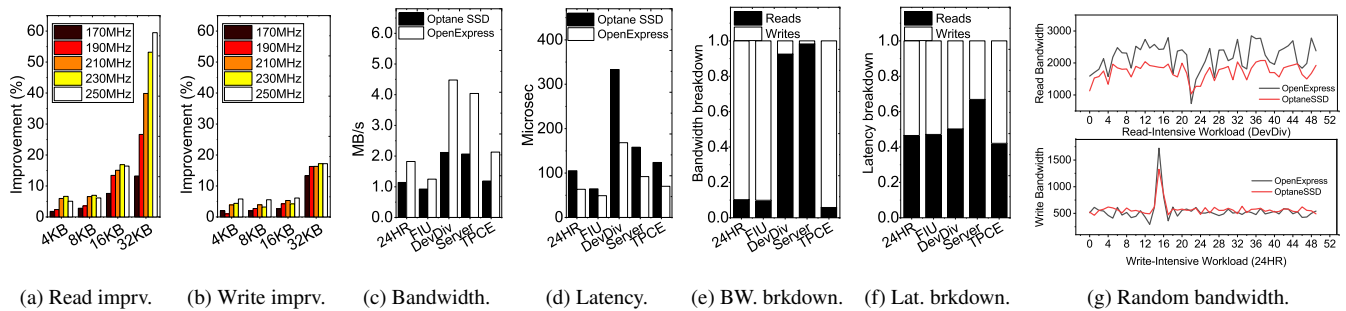 Improvement (%)
60
50
40
30
20
10
0
170MHz
190MHz
210MHz
230MHz
250MHz
4KB
8KB
16KB
32KB
(a) Read imprv.
Improvement (%)
60
50
40
30
20
10
0
170MHz
190MHz
210MHz
230MHz
250MHz
4KB
8KB
16KB
32KB
(b) Write imprv.
MB/s
6.0
5.0
4.0
3.0
2.0
1.0
0.0
Optane SSD
OpenExpress
24HR
FIU
DevDiv
Server
TPCE
(c) Bandwidth.
Microsec
400
300
200
100
0
Optane SSD
OpenExpress
24HR
FIU
DevDiv
Server
TPCE
(d) Latency.
Bandwidth breakdown
1.0
0.8
0.6
0.4
0.2
0.0
Reads
Writes
24HR
FIU
DevDiv
Server
TPCE
(e) BW. brkdown.
Latency breakdown
1.0
0.8
0.6
0.4
0.2
0.0
Reads
Writes
24HR
FIU
DevDiv
Server
TPCE
(f) Lat. brkdown.
Read Bandwidth
3000
2000
1000
OpenExpress
OptaneSSD
0 4 8 12 16 20 24 28 32 36 40 44 48 52
Read-Intensive Workload (DevDiv)
Write Bandwidth
1500
1000
500
OpenExpress
OptaneSSD
0 4 8 12 16 20 24 28 32 36 40 44 48 52
Write-Intensive Workload (24HR)
(g) Random bandwidth.